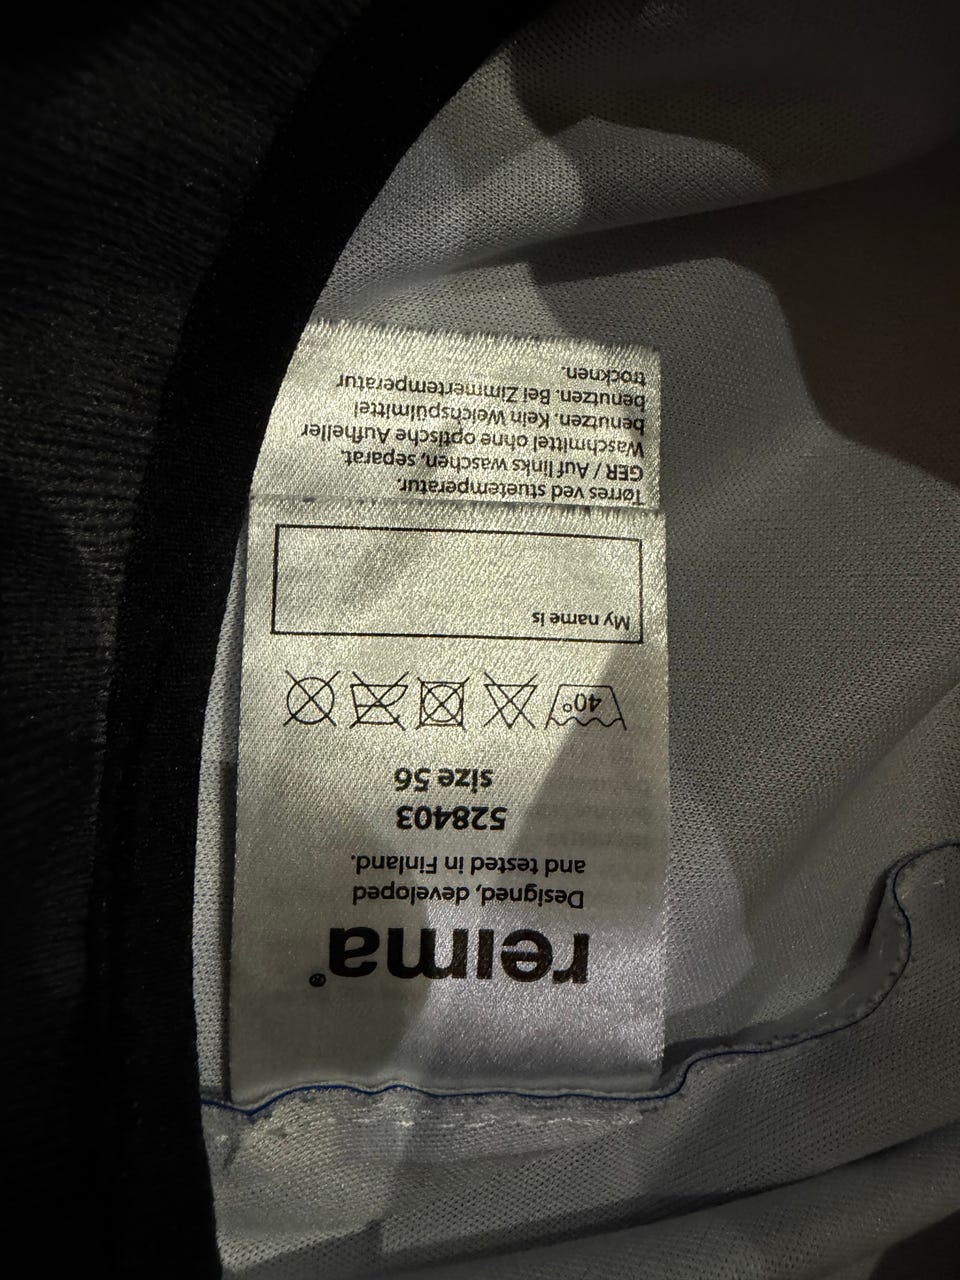 reima®
Designed, developed
and tested in Finland.
528403
size 56
40°
My name is
Tørres ved stuetemperatur.
GER / Auf links waschen, separat.
Waschmittel ohne optische Aufheller
benutzen. Kein Weichspülmittel
benutzen. Bei Zimmertemperatur
trocknen.